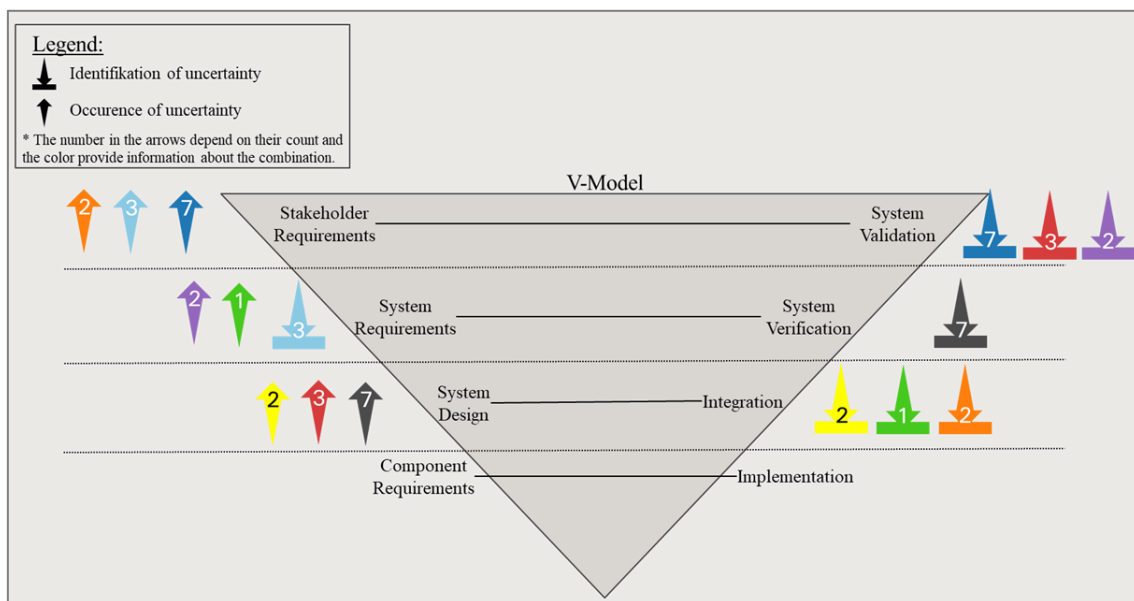 Legend:
Identifikation of uncertainty
Occurence of uncertainty
* The number in the arrows depend on their count and
the color provide information about the combination.
V-Model
2 3 7
Stakeholder
Requirements
System
Validation
7 3 2
2 1 3
System
Requirements
System
Verification
7
2 3 7
System
Design
Integration
2 1 2
Component
Requirements
Implementation